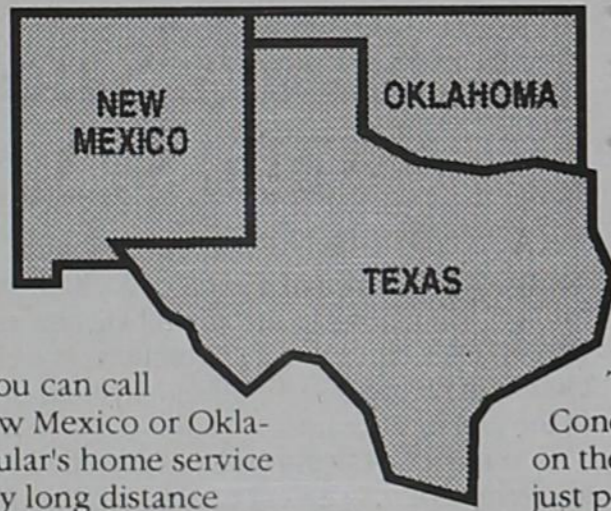 NEW
MEXICO
OKLAHOMA
TEXAS
ou can call
w Mexico or Okla-
ular's home service
y long distance
Conc
on the
just p